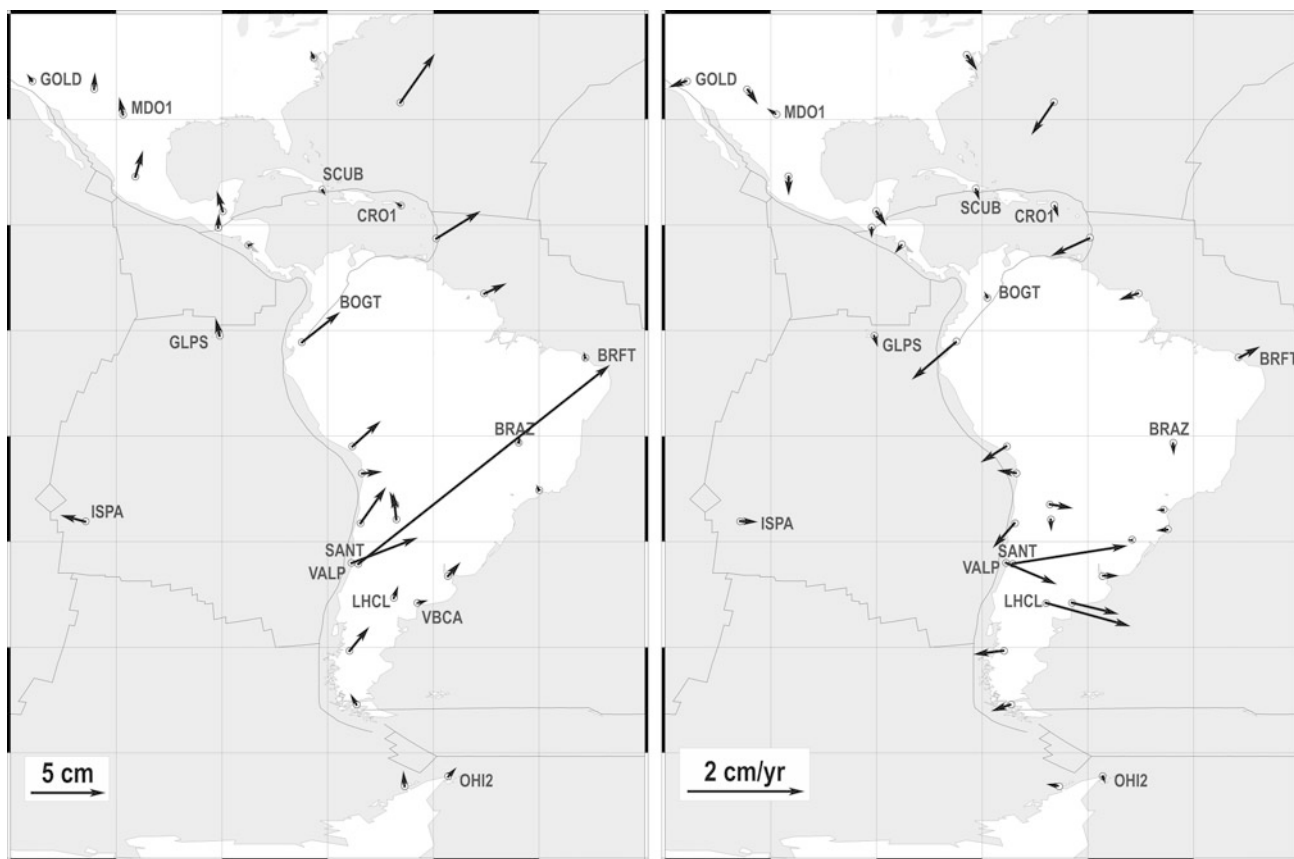 GOLD
MDO1
SCUB
CRO1
BOGT
GLPS
BRFT
BRAZ
ISPA
SANT
VALP
LHCL
VBCA
5 cm
OHI2
GOLD
MDO1
SCUB
CRO1
BOGT
GLPS
BRFT
BRAZ
ISPA
SANT
VALP
LHCL
2 cm/yr
OHI2